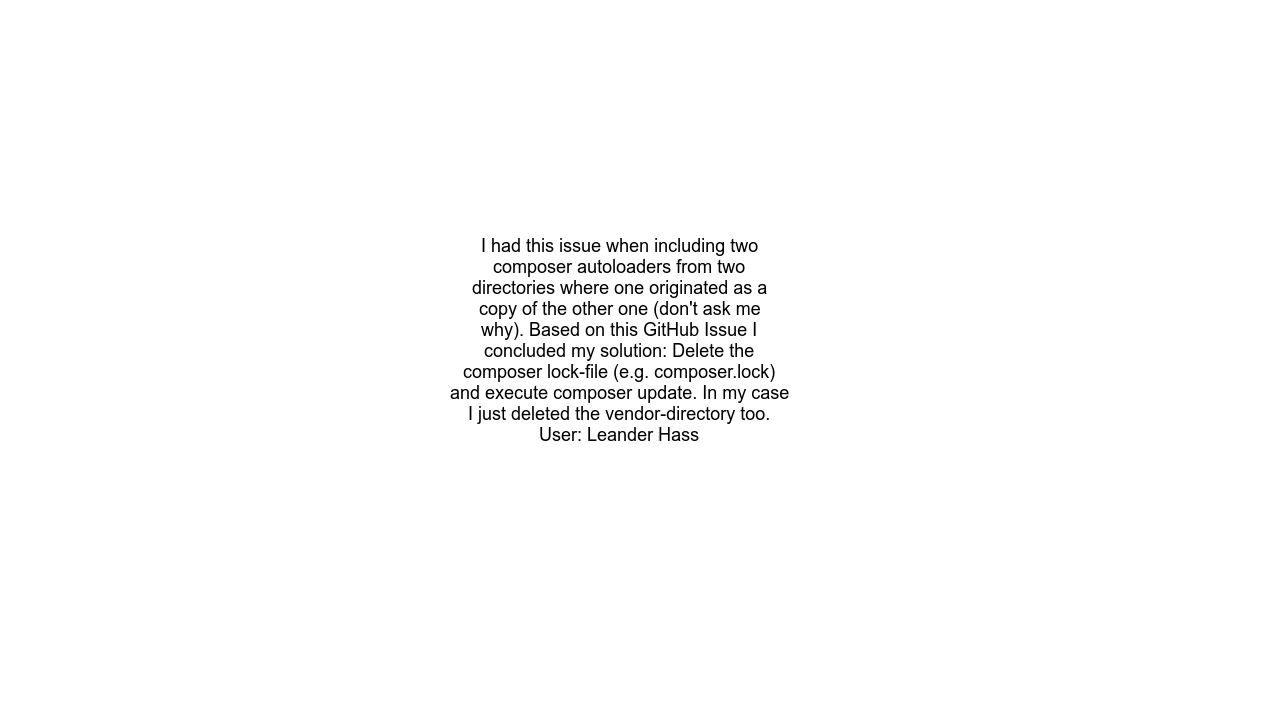 I had this issue when including two
composer autoloaders from two
directories where one originated as a
copy of the other one (don't ask me
why). Based on this GitHub Issue I
concluded my solution: Delete the
composer lock-file (e.g. composer.lock)
and execute composer update. In my case
I just deleted the vendor-directory too.
User: Leander Hass